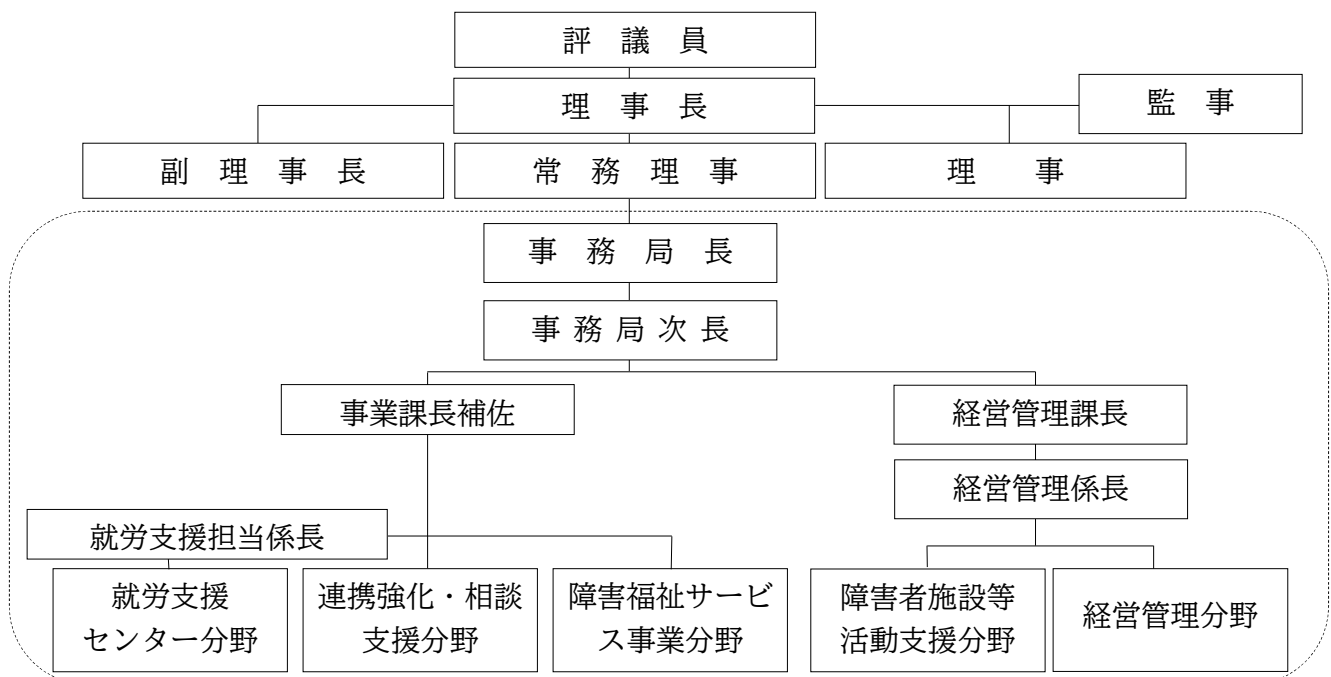 評議員
理事長
監事
副理事長
常務理事
理事
事務局長
事務局次長
事業課長補佐
経営管理課長
経営管理係長
就労支援担当係長
就労支援
センター分野
連携強化・相談
支援分野
障害福祉サービ
ス事業分野
障害者施設等
活動支援分野
経営管理分野